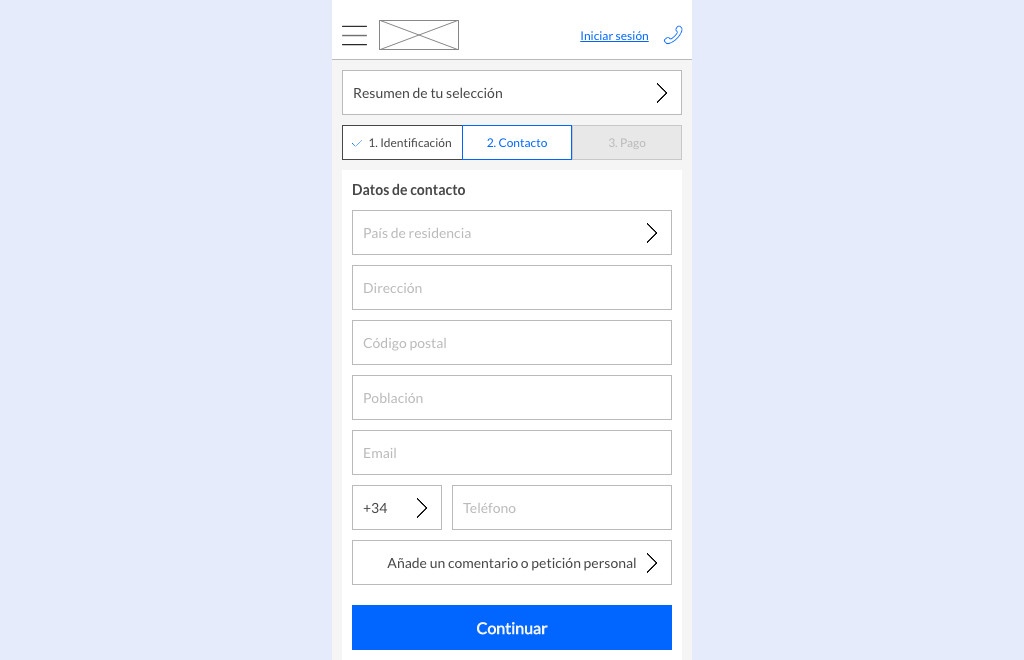 Iniciar sesión
Resumen de tu selección
1. Identificación
2. Contacto
3. Pago
Datos de contacto
País de residencia
Dirección
Código postal
Población
Email
+34
Teléfono
Añade un comentario o petición personal
Continuar